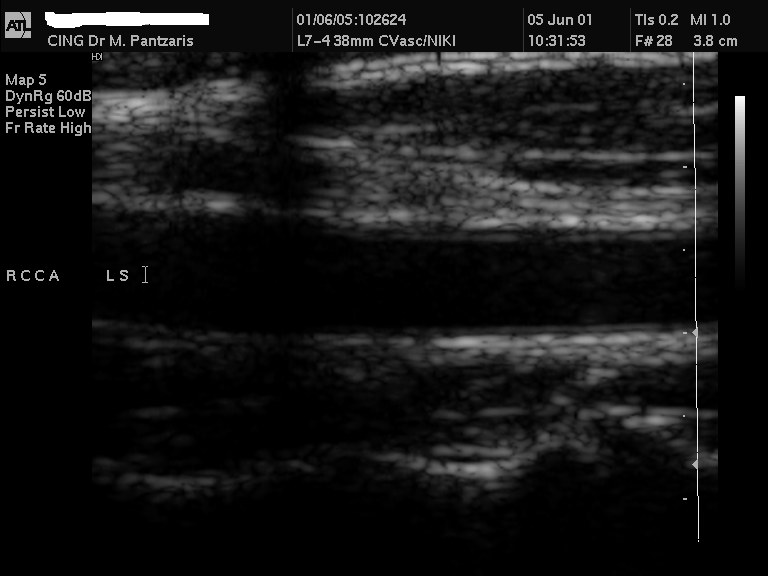 ATL
01/06/05:102624
05 Jun 01
TIs 0.2 MI 1.0
CING Dr M. Pantzaris
L7-4 38mm CVasc/NIKI
10:31:53
F# 28 3.8 cm
HDI
Map 5
DynRg 60dB
Persist Low
Fr Rate High
RCCA LS